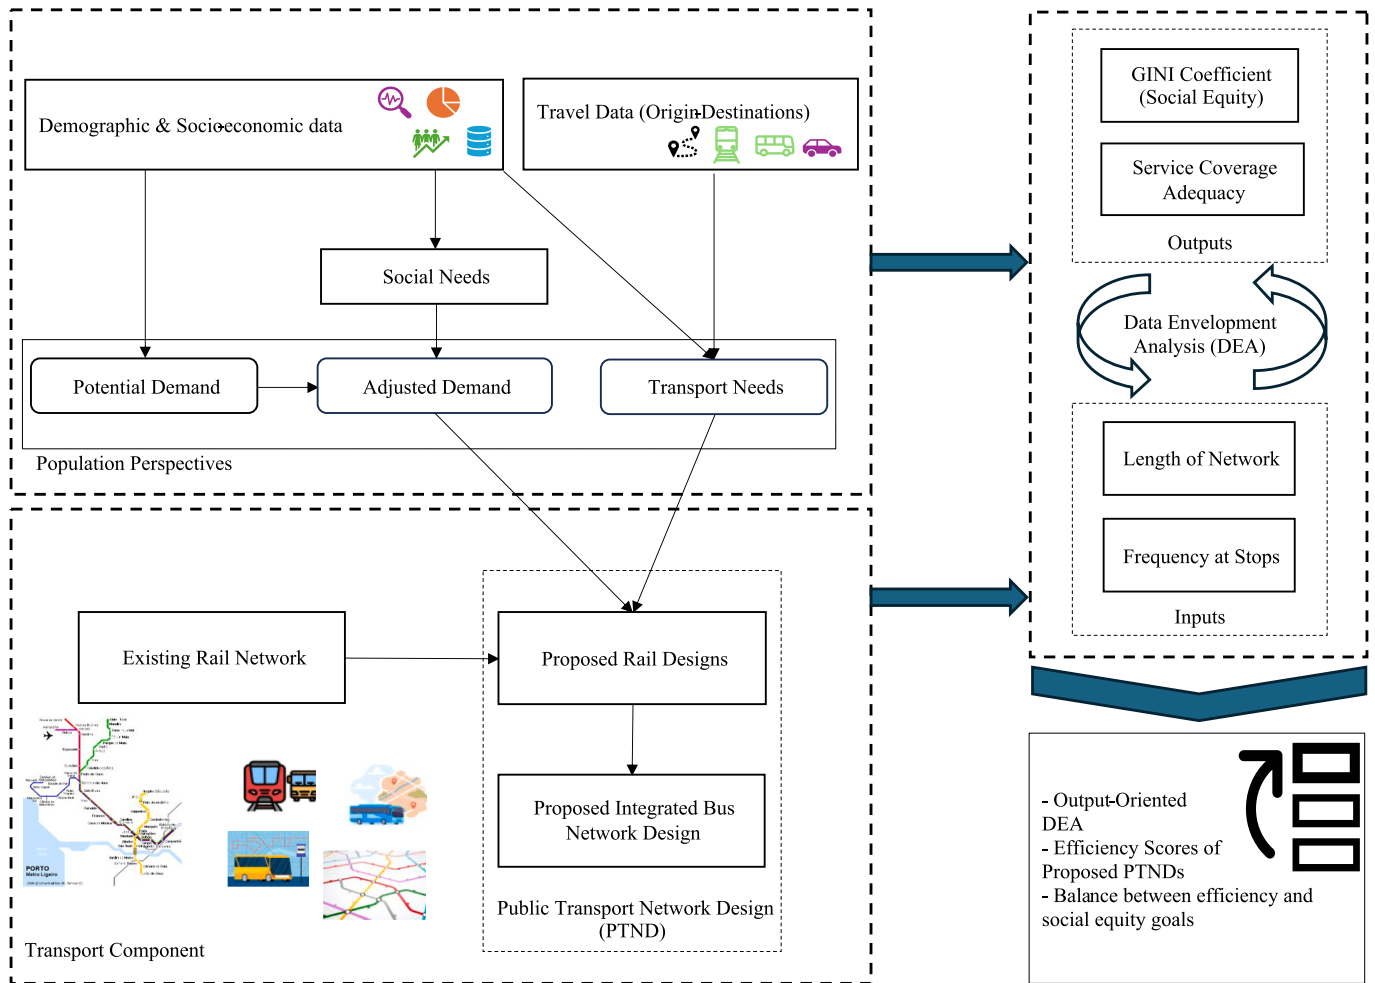 Demographic & Socio-economic data
Travel Data (Origin-Destinations)
Social Needs
Potential Demand
Adjusted Demand
Transport Needs
Population Perspectives
Existing Rail Network
Proposed Rail Designs
Proposed Integrated Bus
Network Design
Public Transport Network Design
(PTND)
PORTO
Metro Ligeiro
Transport Component
GINI Coefficient
(Social Equity)
Service Coverage
Adequacy
Outputs
Data Envelopment
Analysis (DEA)
Length of Network
Frequency at Stops
Inputs
- Output-Oriented
DEA
- Efficiency Scores of
Proposed PTNDs
- Balance between efficiency and
social equity goals